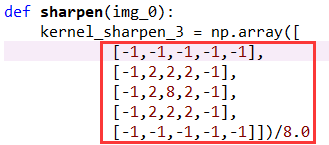 def sharpen(img_0):
    kernel_sharpen_3 = np.array([
            [-1,-1,-1,-1,-1],
            [-1,2,2,2,-1],
            [-1,2,8,2,-1],
            [-1,2,2,2,-1],
            [-1,-1,-1,-1,-1]])/8.0